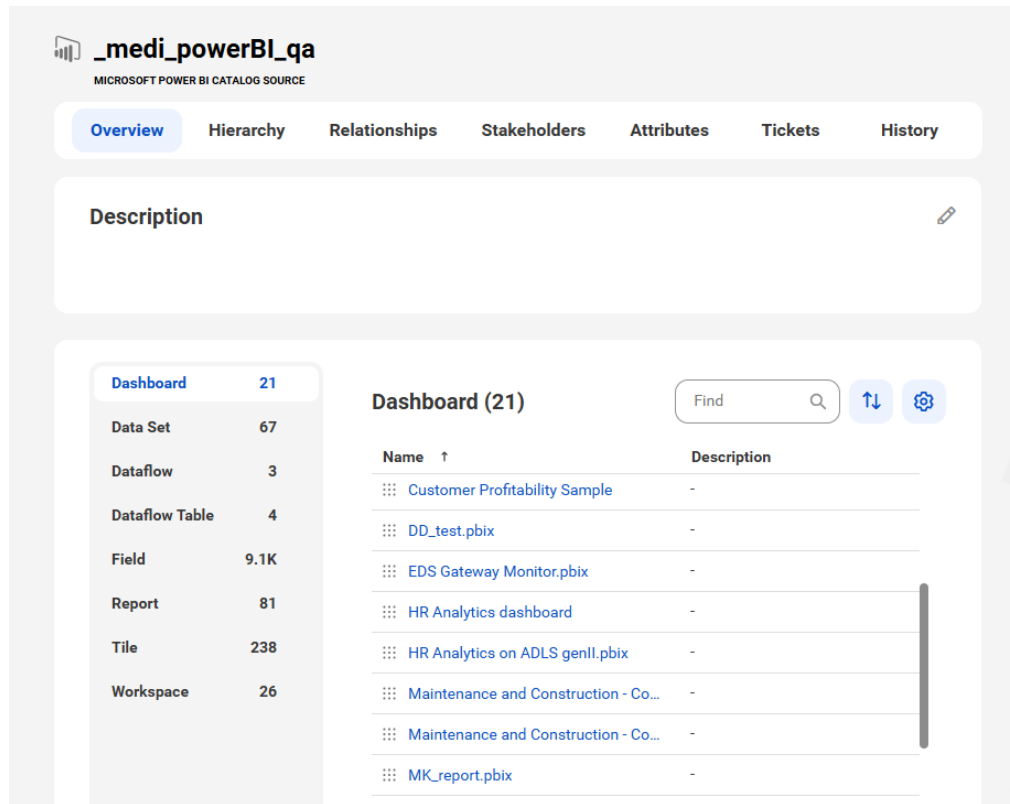 _medi_powerBI_qa
MICROSOFT POWER BI CATALOG SOURCE
Overview Hierarchy Relationships Stakeholders Attributes Tickets History
Description
Dashboard 21
Data Set 67
Dataflow 3
Dataflow Table 4
Field 9.1K
Report 81
Tile 238
Workspace 26
Dashboard (21)
Find
Name ↑ Description
Customer Profitability Sample -
DD_test.pbix -
EDS Gateway Monitor.pbix -
HR Analytics dashboard -
HR Analytics on ADLS genII.pbix -
Maintenance and Construction - Co... -
Maintenance and Construction - Co... -
MK_report.pbix -